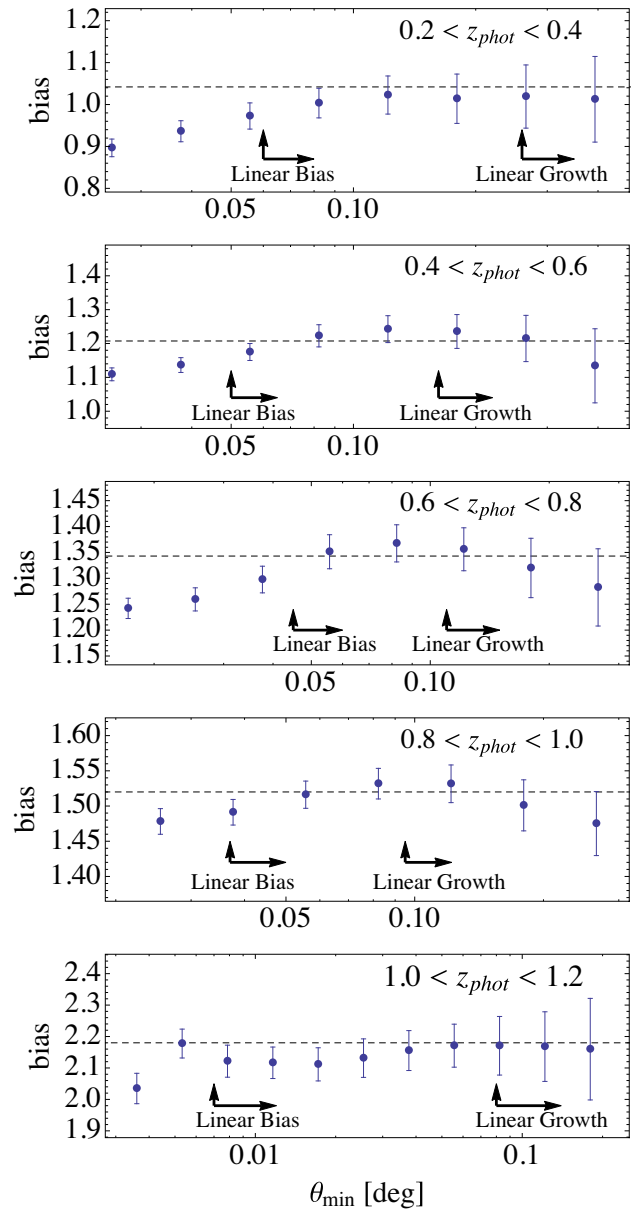 1.2
0.2 < z_phot < 0.4
1.1
1.0
0.9
0.8
bias
Linear Bias Linear Growth
0.05 0.10
0.4 < z_phot < 0.6
1.4
1.3
1.2
1.1
1.0
bias
Linear Bias Linear Growth
0.05 0.10
0.6 < z_phot < 0.8
1.45
1.40
1.35
1.30
1.25
1.20
1.15
bias
Linear Bias Linear Growth
0.05 0.10
0.8 < z_phot < 1.0
1.60
1.55
1.50
1.45
1.40
bias
Linear Bias Linear Growth
0.05 0.10
1.0 < z_phot < 1.2
2.4
2.3
2.2
2.1
2.0
1.9
bias
Linear Bias Linear Growth
0.01 0.1
θ_min [deg]